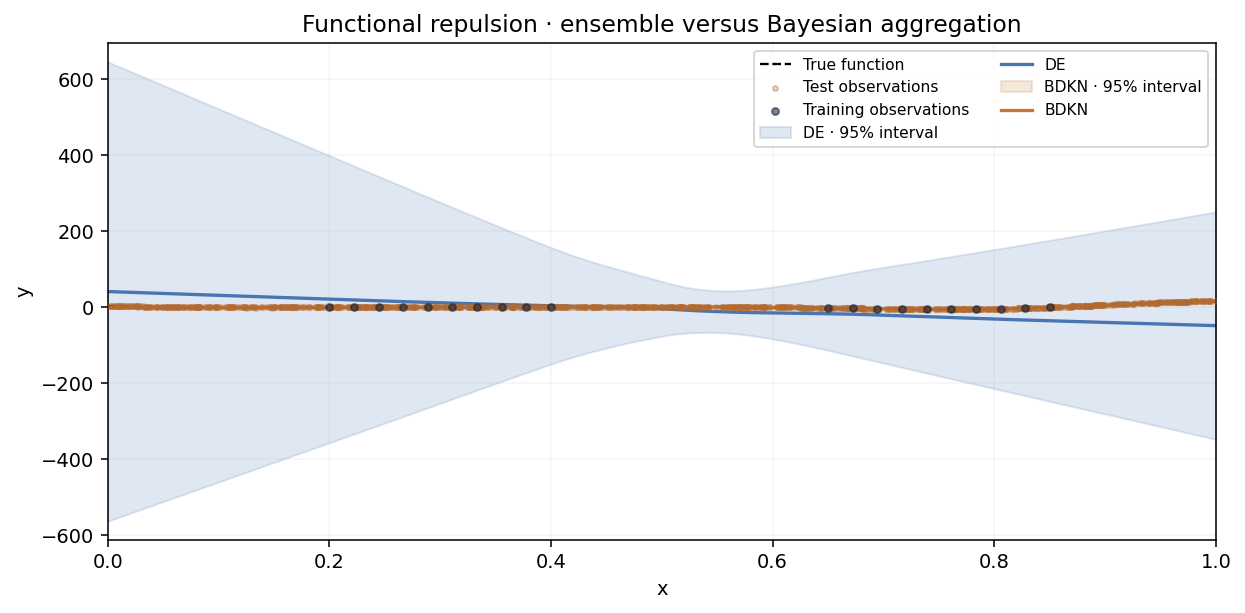 Functional repulsion · ensemble versus Bayesian aggregation
True function
Test observations
Training observations
DE · 95% interval
DE
BDKN · 95% interval
BDKN
600
400
200
0
−200
−400
−600
y
0.0
0.2
0.4
0.6
0.8
1.0
x